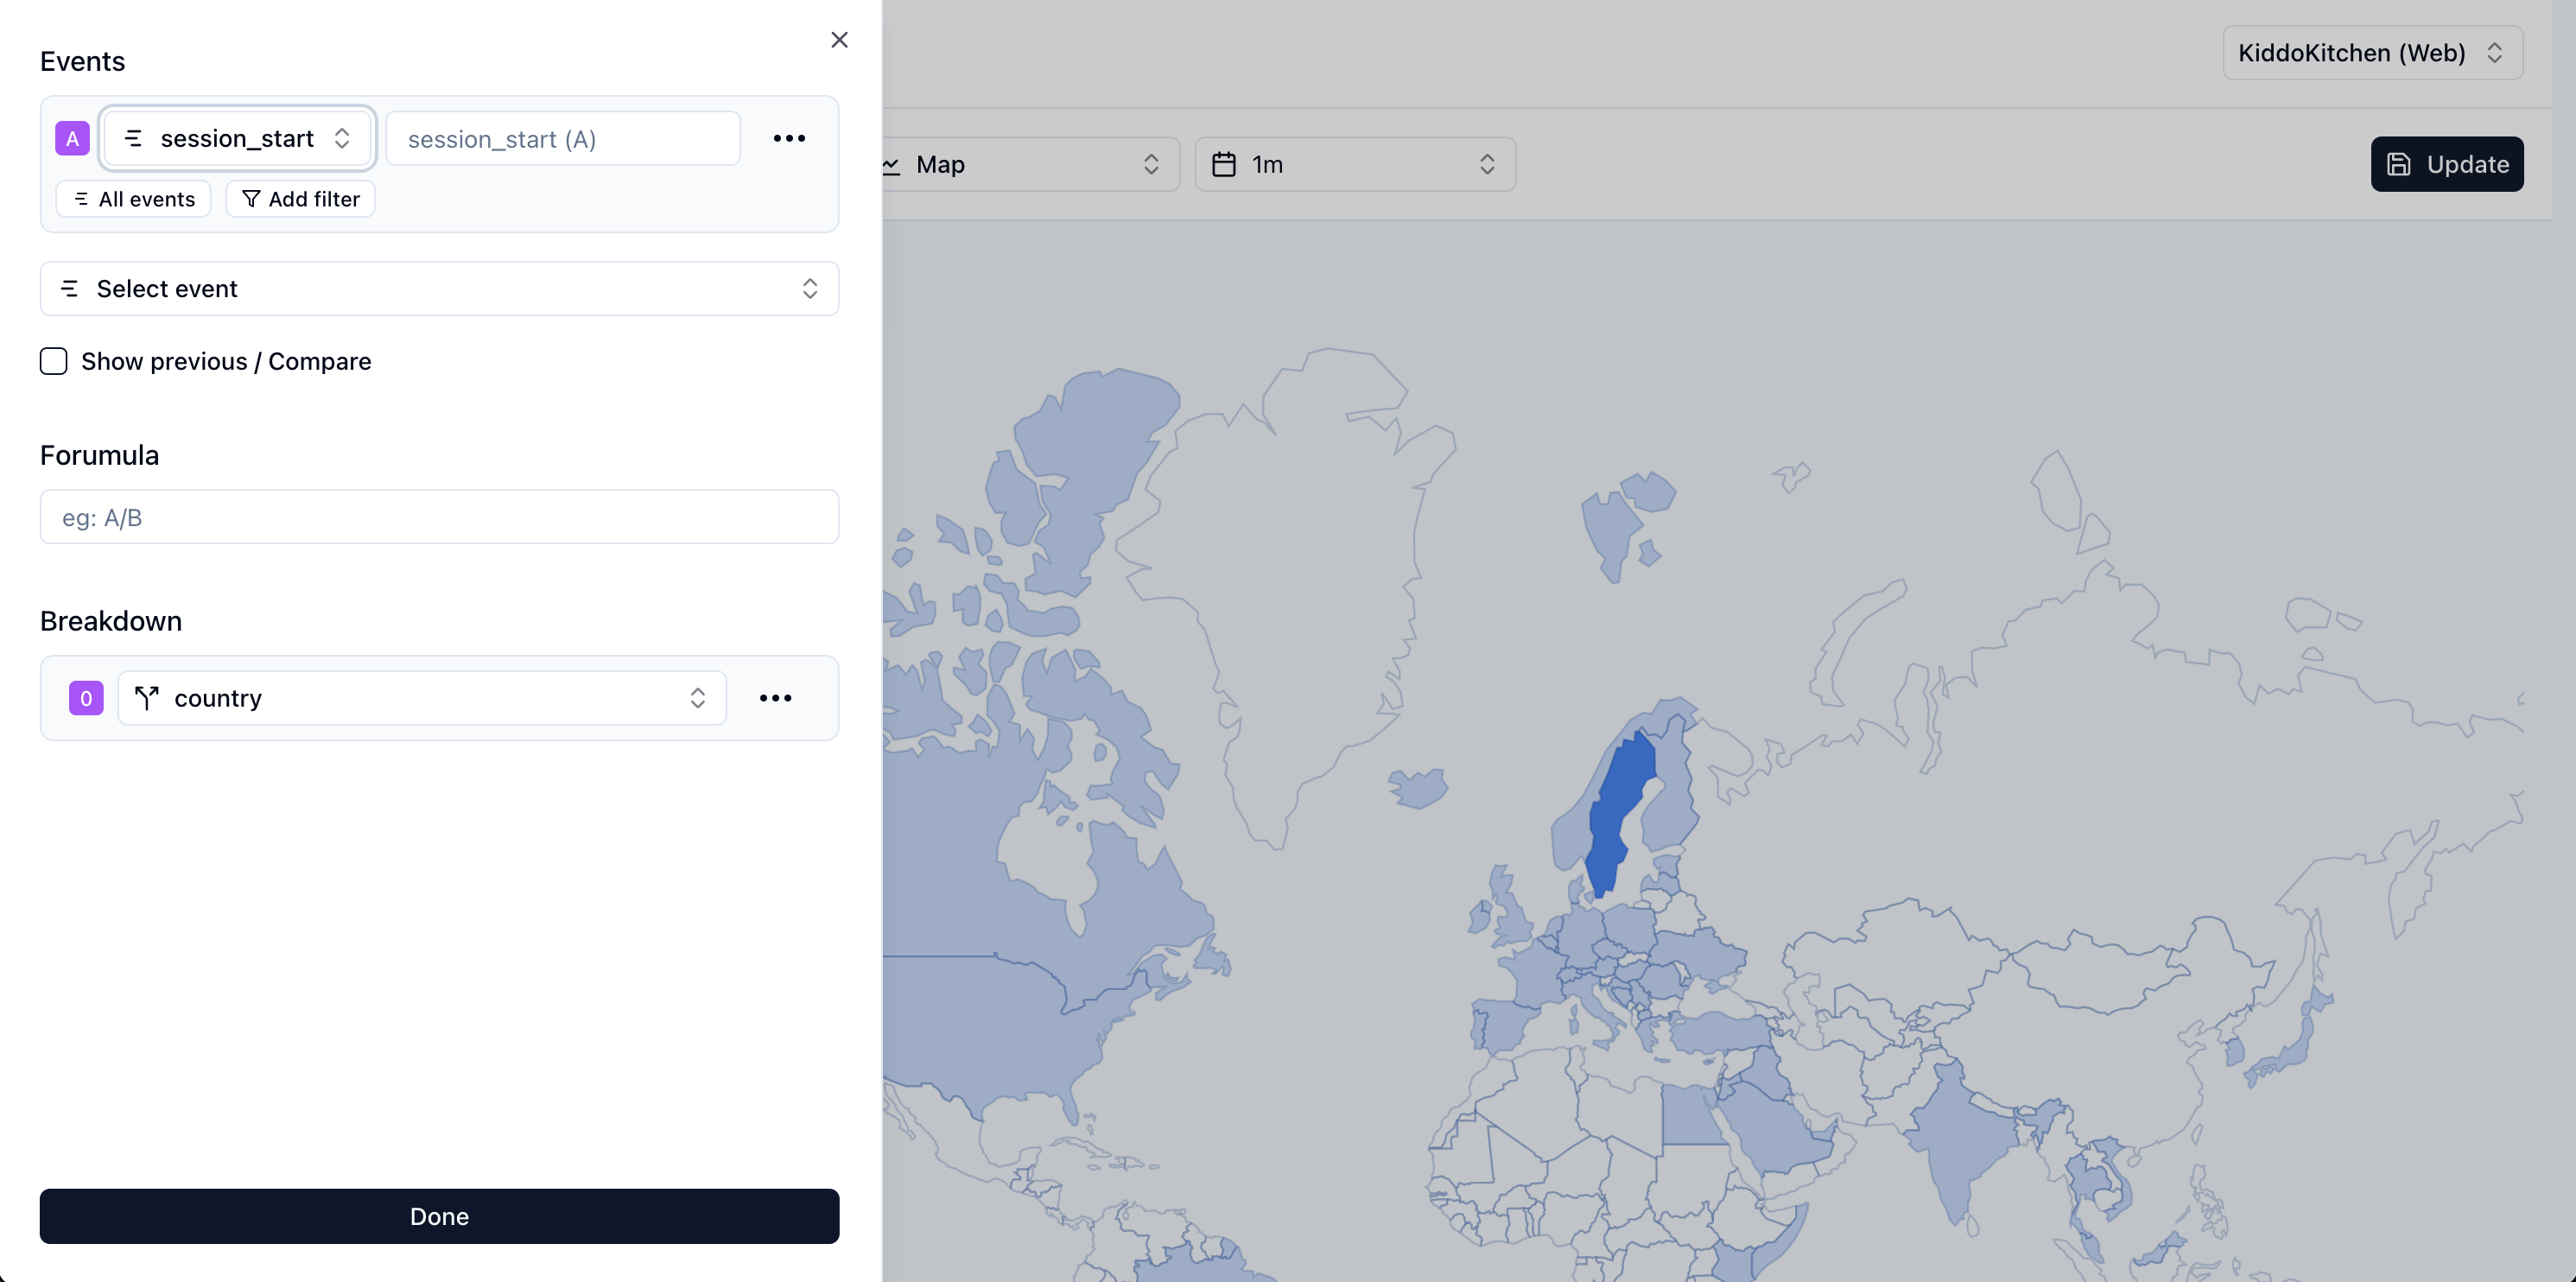 Events
A
session_start
session_start (A)
All events
Add filter
Select event
Show previous / Compare
Forumula
eg: A/B
Breakdown
0
country
Done
KiddoKitchen (Web)
Map
1m
Update